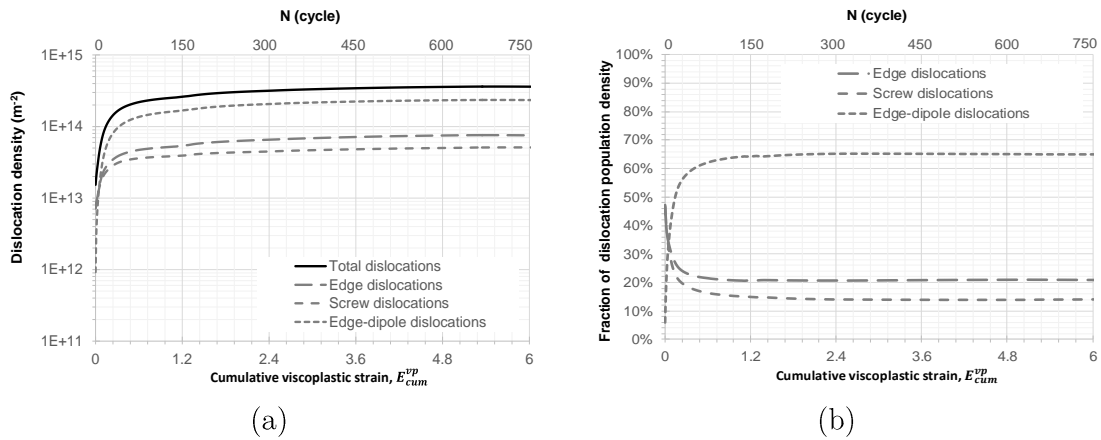 N (cycle)
0 150 300 450 600 750
1E+15
1E+14
1E+13
1E+12
1E+11
Dislocation density (m⁻²)
Total dislocations
Edge dislocations
Screw dislocations
Edge-dipole dislocations
0 1.2 2.4 3.6 4.8 6
Cumulative viscoplastic strain, E_cum^vp
(a)
N (cycle)
0 150 300 450 600 750
100%
90%
80%
70%
60%
50%
40%
30%
20%
10%
0%
Fraction of dislocation population density
Edge dislocations
Screw dislocations
Edge-dipole dislocations
0 1.2 2.4 3.6 4.8 6
Cumulative viscoplastic strain, E_cum^vp
(b)